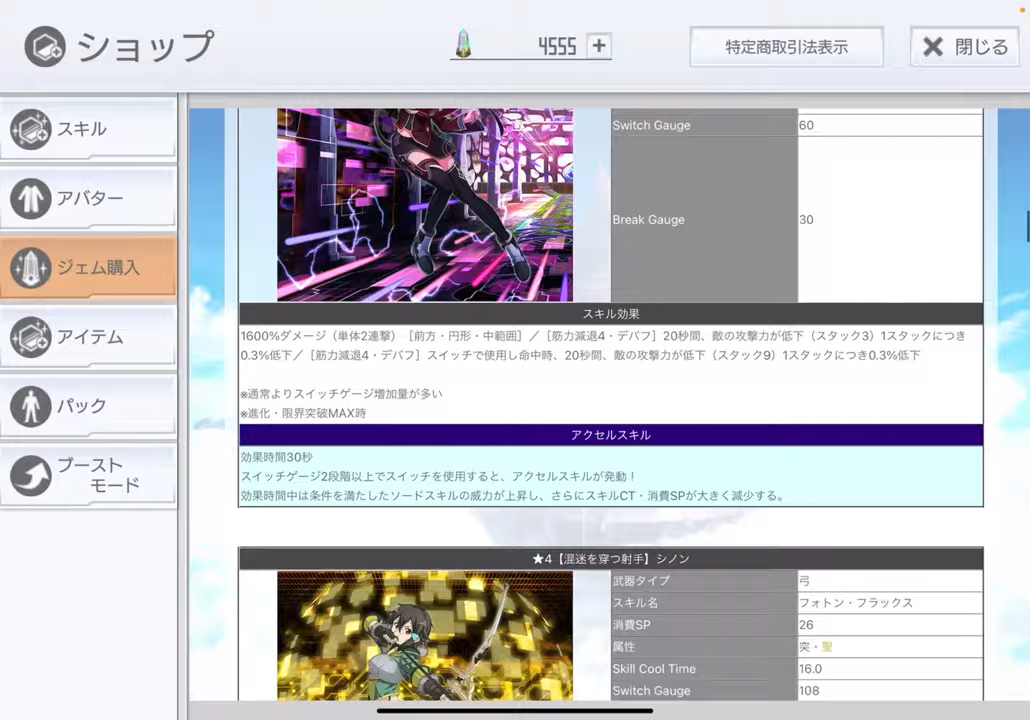 ショップ
4555
特定商取引法表示
閉じる
スキル
アバター
ジェム購入
アイテム
パック
ブースト
モード
Switch Gauge 60
Break Gauge 30
スキル効果
1600%ダメージ（単体2連撃）［前方・円形・中範囲］／［筋力減退4・デバフ］20秒間、敵の攻撃力が低下（スタック3）1スタックにつき
0.3%低下／［筋力減退4・デバフ］スイッチで使用し命中時、20秒間、敵の攻撃力が低下（スタック9）1スタックにつき0.3%低下
※通常よりスイッチゲージ増加量が多い
※進化・限界突破MAX時
アクセルスキル
効果時間30秒
スイッチゲージ2段階以上でスイッチを使用すると、アクセルスキルが発動！
効果時間中は条件を満たしたソードスキルの威力が上昇し、さらにスキルCT・消費SPが大きく減少する。
★4【混迷を穿つ射手】シノン
武器タイプ 弓
スキル名 フォトン・フラックス
消費SP 26
属性 突・聖
Skill Cool Time 16.0
Switch Gauge 108